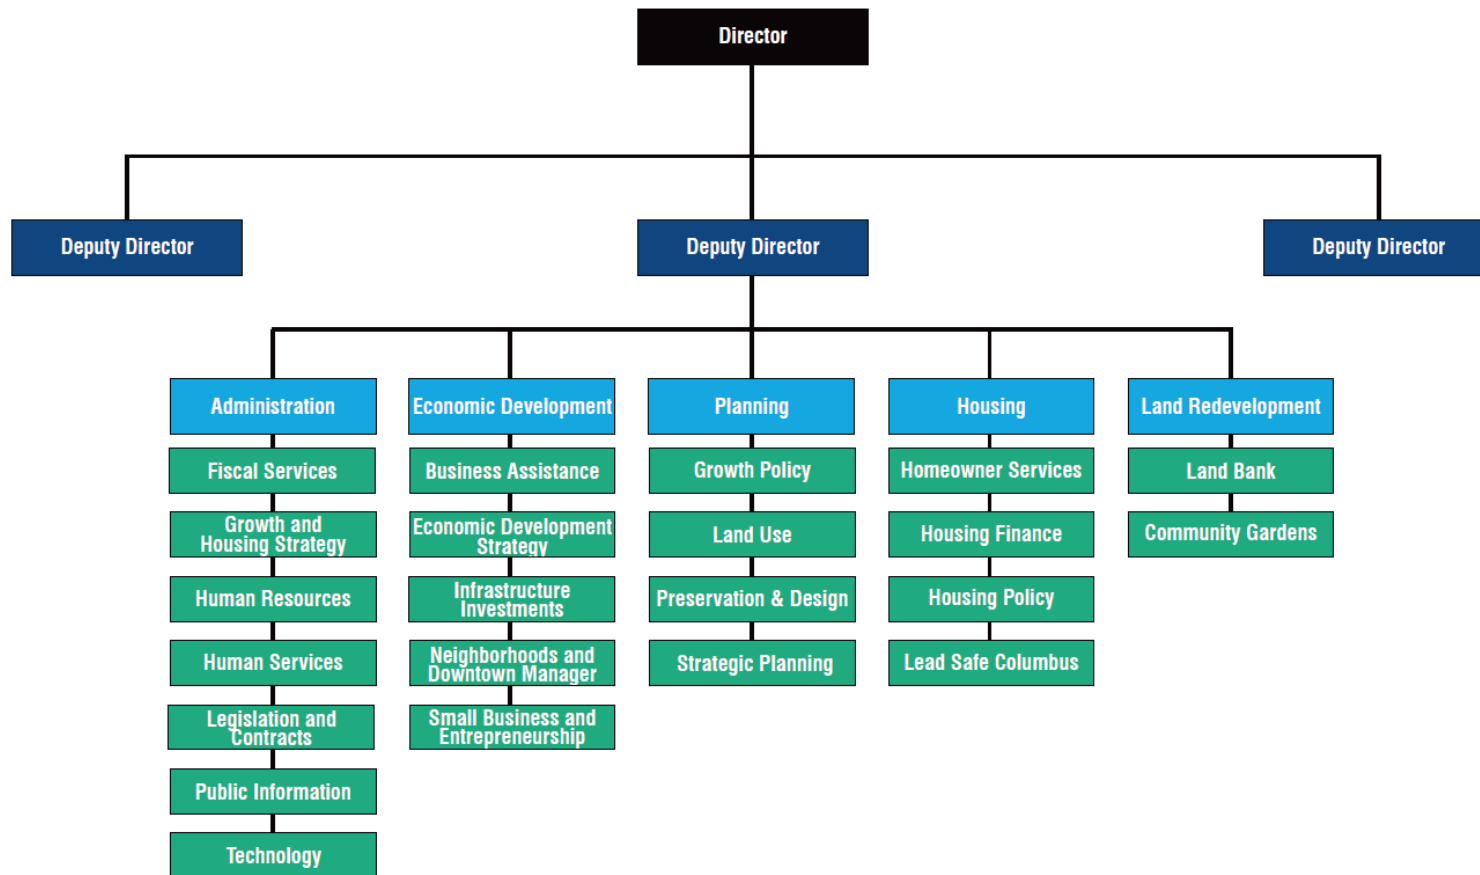 Director
Deputy Director
Deputy Director
Deputy Director
Administration
Fiscal Services
Growth and
Housing Strategy
Human Resources
Human Services
Legislation and
Contracts
Public Information
Technology
Economic Development
Business Assistance
Economic Development
Strategy
Infrastructure
Investments
Neighborhoods and
Downtown Manager
Small Business and
Entrepreneurship
Planning
Growth Policy
Land Use
Preservation & Design
Strategic Planning
Housing
Homeowner Services
Housing Finance
Housing Policy
Lead Safe Columbus
Land Redevelopment
Land Bank
Community Gardens